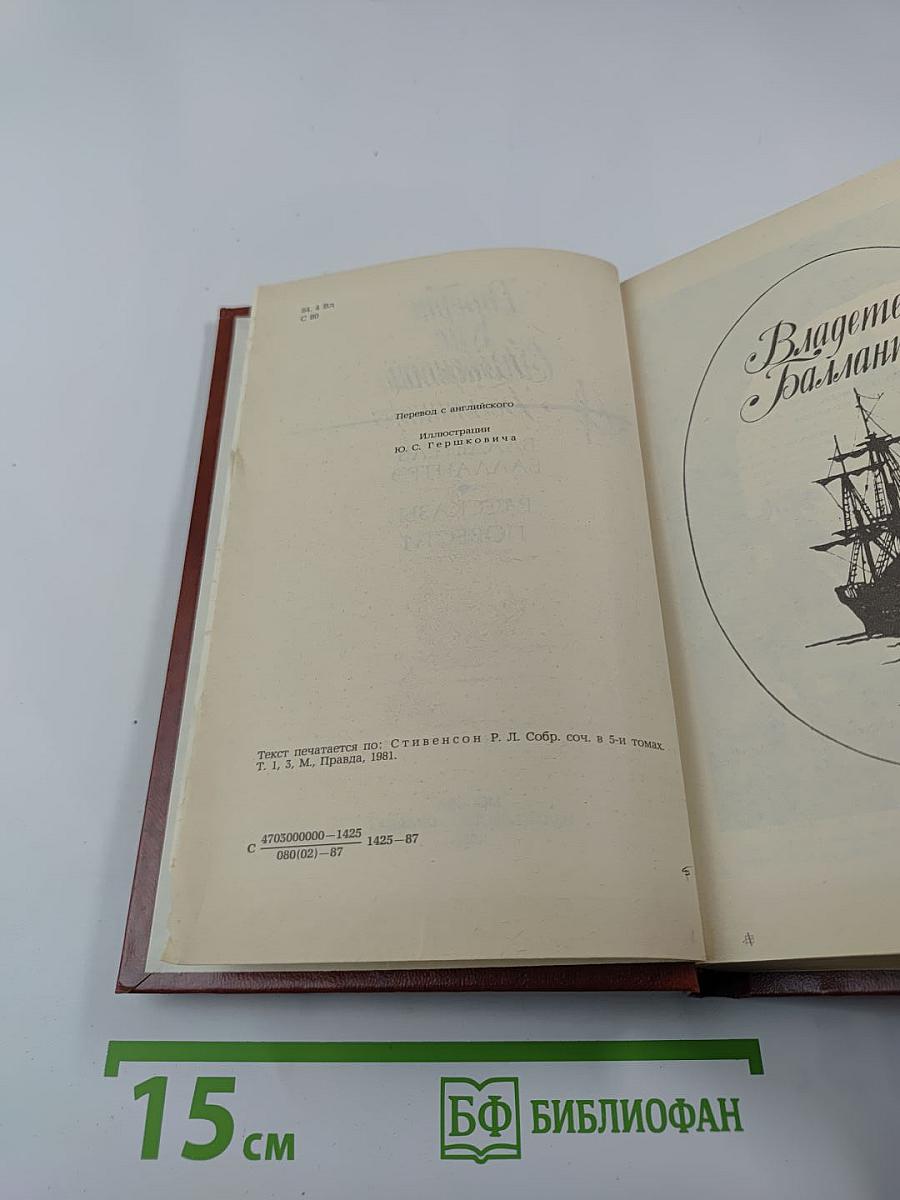 84. 4 Вл
С 80
Перевод с английского
Иллюстрации
Ю. С. Гершковича
Текст печатается по: Стивенсон Р. Л. Собр. соч. в 5-и томах.
Т. 1, 3, М., Правда, 1981.
С 4703000000—1425 1425—87
080(02)—87
Владете
Баллан
15 см
БФ БИБЛИОФАН